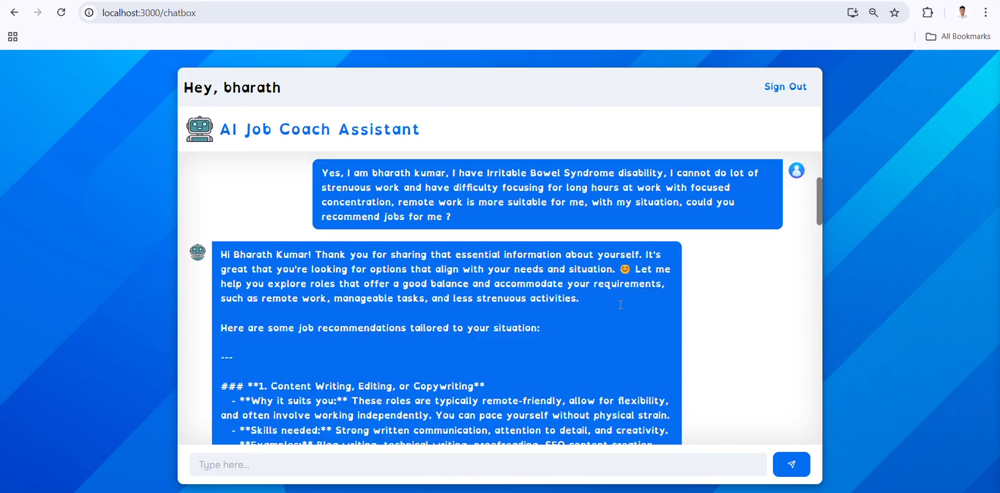 localhost:3000/chatbox
All Bookmarks
Hey, bharath
Sign Out
AI Job Coach Assistant
Yes, I am bharath kumar, I have Irritable Bowel Syndrome disability, I cannot do lot of
strenuous work and have difficulty focusing for long hours at work with focused
concentration, remote work is more suitable for me, with my situation, could you
recommend jobs for me ?
Hi Bharath Kumar! Thank you for sharing that essential information about yourself. It's
great that you're looking for options that align with your needs and situation. 😊 Let me
help you explore roles that offer a good balance and accommodate your requirements,
such as remote work, manageable tasks, and less strenuous activities.
Here are some job recommendations tailored to your situation:
---
### **1. Content Writing, Editing, or Copywriting**
- **Why it suits you:** These roles are typically remote-friendly, allow for flexibility,
and often involve working independently. You can pace yourself without physical strain.
- **Skills needed:** Strong written communication, attention to detail, and creativity.
- **Examples:** Blog writing, technical writing, proofreading, SEO content creation.
Type here...